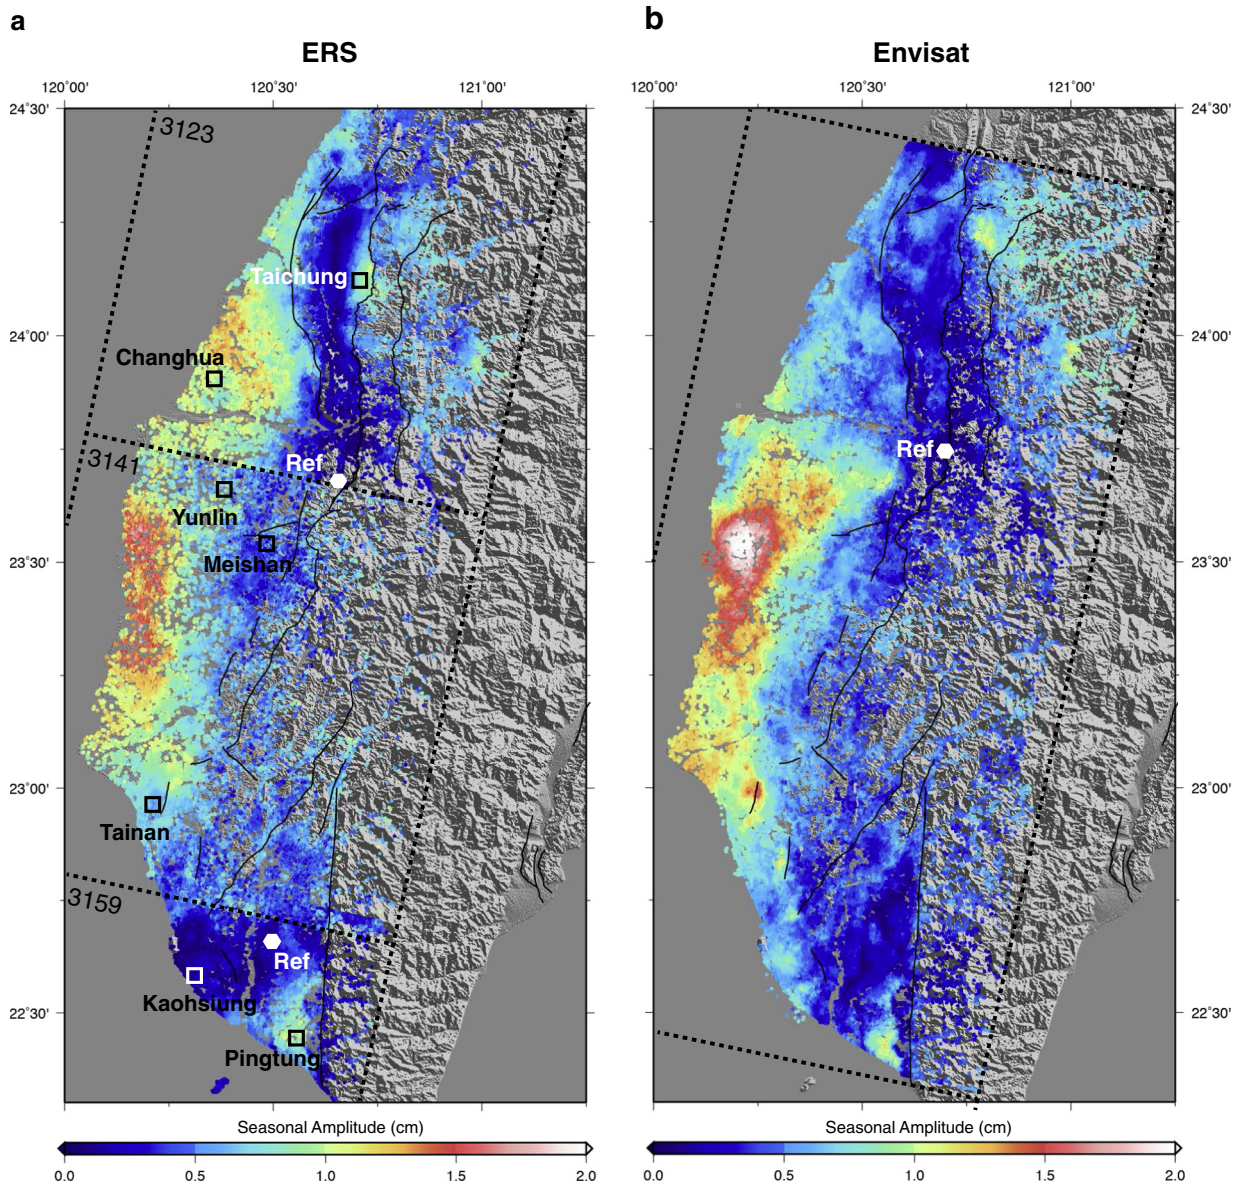 a
b
ERS
Envisat
120°00'
120°30'
121°00'
120°00'
120°30'
121°00'
24°30'
24°30'
3123
Taichung
24°00'
24°00'
Changhua
3141
Ref
Ref
Yunlin
23°30'
Meishan
23°30'
23°00'
23°00'
Tainan
3159
Ref
Kaohsiung
22°30'
22°30'
Pingtung
Seasonal Amplitude (cm)
Seasonal Amplitude (cm)
0.0 0.5 1.0 1.5 2.0
0.0 0.5 1.0 1.5 2.0